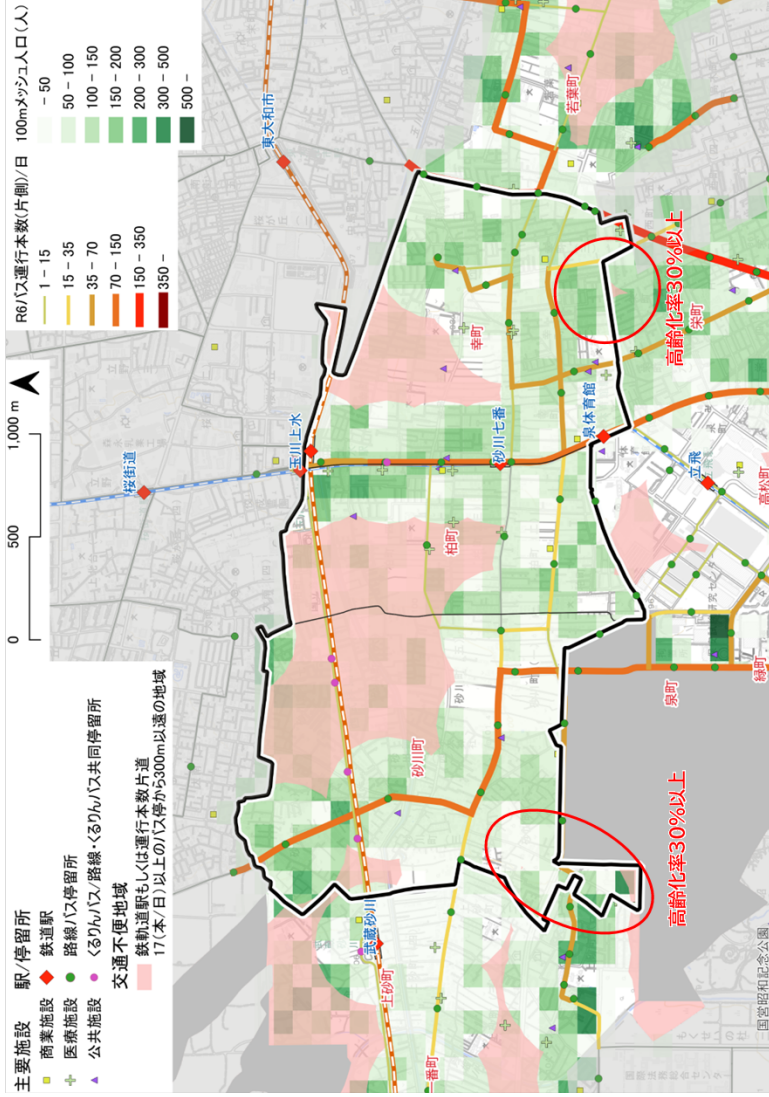 主要施設
商業施設
医療施設
公共施設
駅/停留所
鉄道駅
路線バス停留所
くるりんバス/路線・くるりんバス共同停留所
交通不便地域
鉄軌道駅もしくは運行本数片道
17(本/日)以上のバス停から300m以遠の地域
0 500 1,000 m
R6バス運行本数(片側)/日
1 - 15
15 - 35
35 - 70
70 - 150
150 - 350
350 -
100mメッシュ人口(人)
- 50
50 - 100
100 - 150
150 - 200
200 - 300
300 - 500
500 -
桜街道
東大和市
玉川上水
武蔵砂川
上砂町
砂川町
砂川
柏町
幸町
若葉町
砂川七番
泉体育館
立飛
高松町
栄町
泉町
緑町
番町
高齢化率30%以上
高齢化率30%以上
国営昭和記念公園